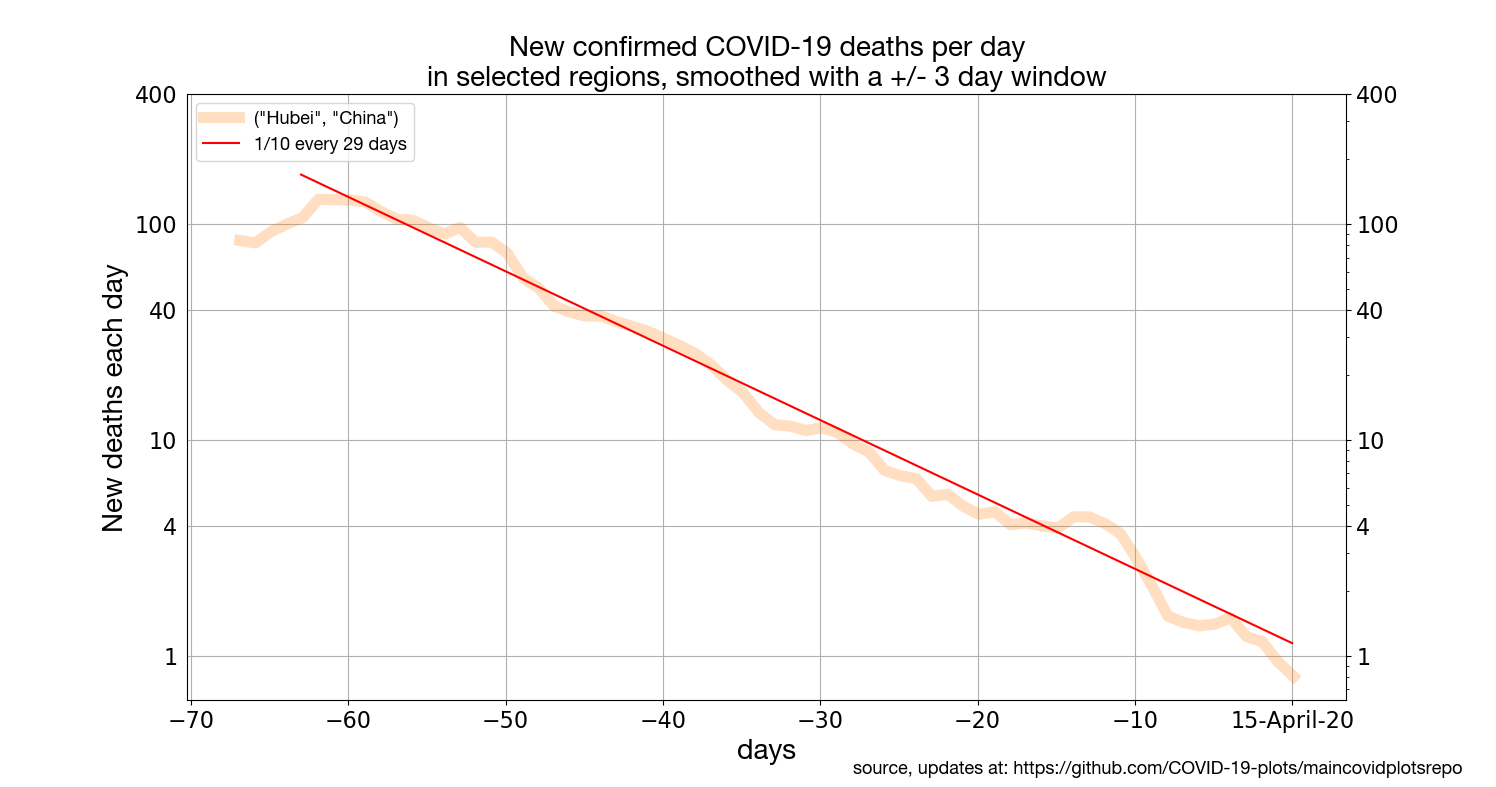 New confirmed COVID-19 deaths per day
in selected regions, smoothed with a +/- 3 day window
("Hubei", "China")
1/10 every 29 days
New deaths each day
400
100
40
10
4
1
400
100
40
10
4
1
−70
−60
−50
−40
−30
−20
−10
15-April-20
days
source, updates at: https://github.com/COVID-19-plots/maincovidplotsrepo